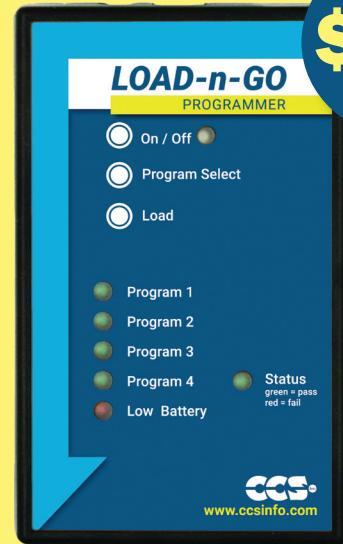 $
LOAD-n-GO
PROGRAMMER
On / Off
Program Select
Load
Program 1
Program 2
Program 3
Program 4
Low Battery
Status
green = pass
red = fail
CCS
www.ccsinfo.com